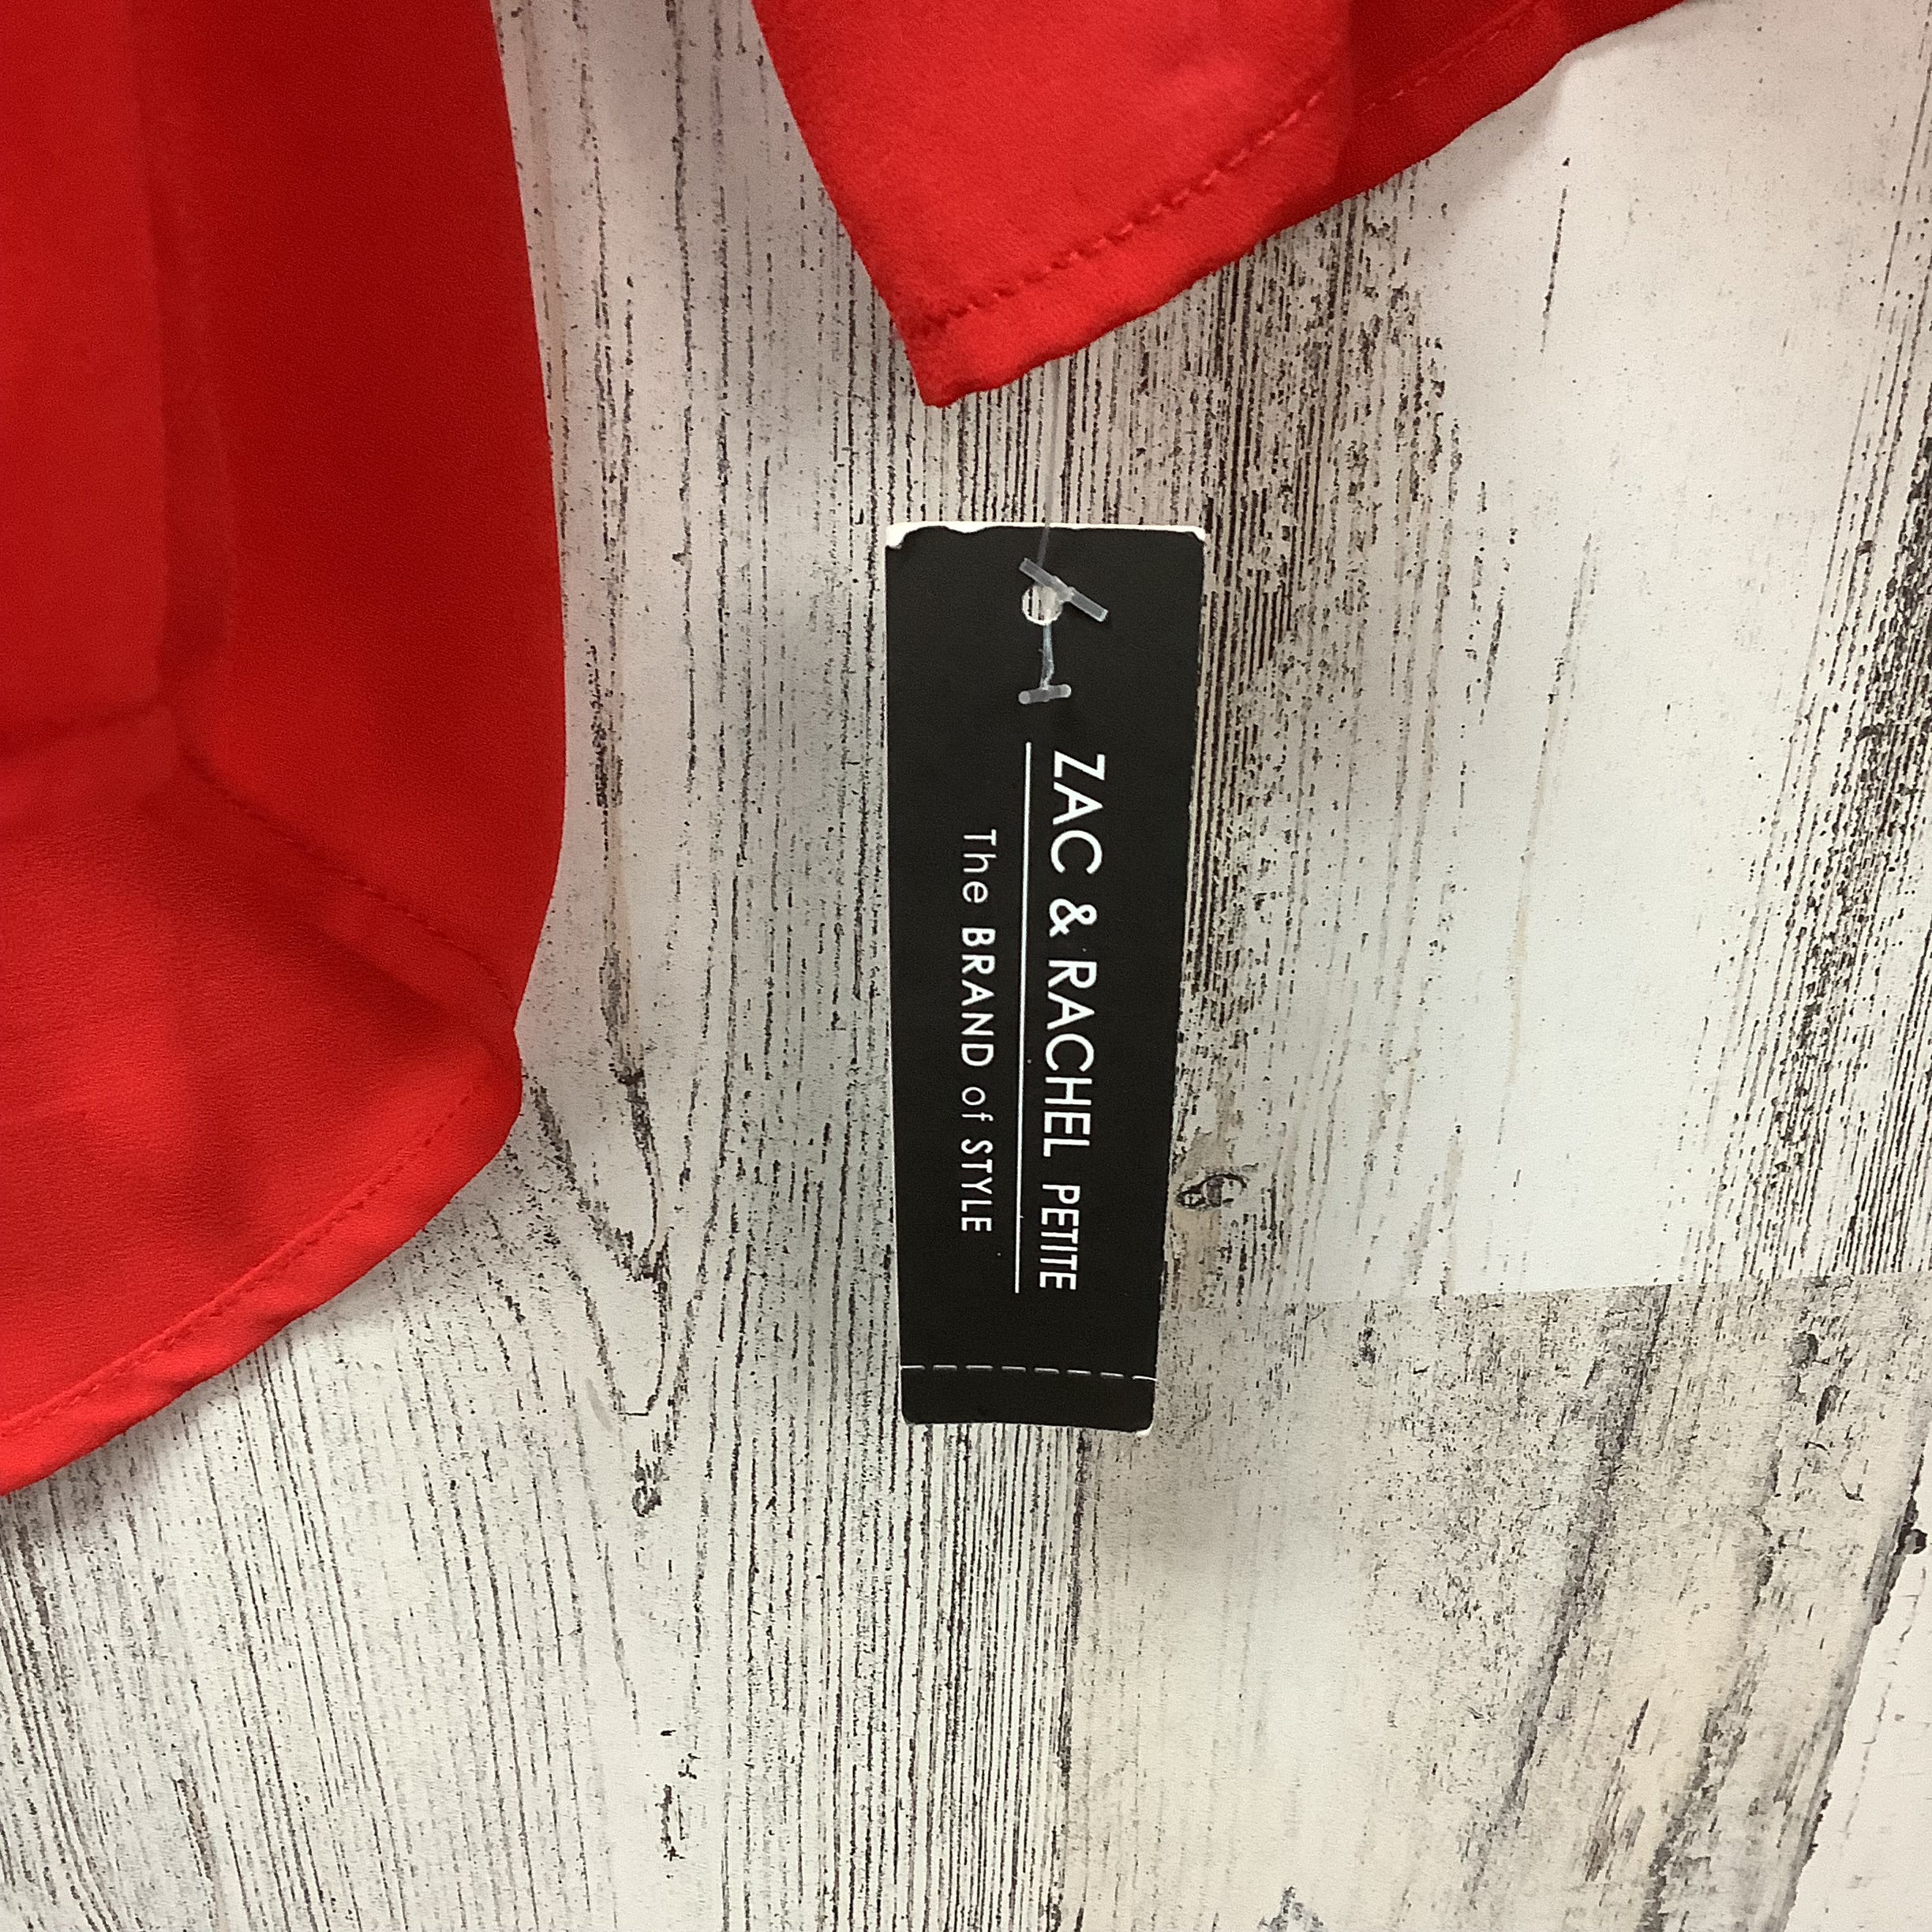 ZAC & RACHEL PETITE
The BRAND of STYLE